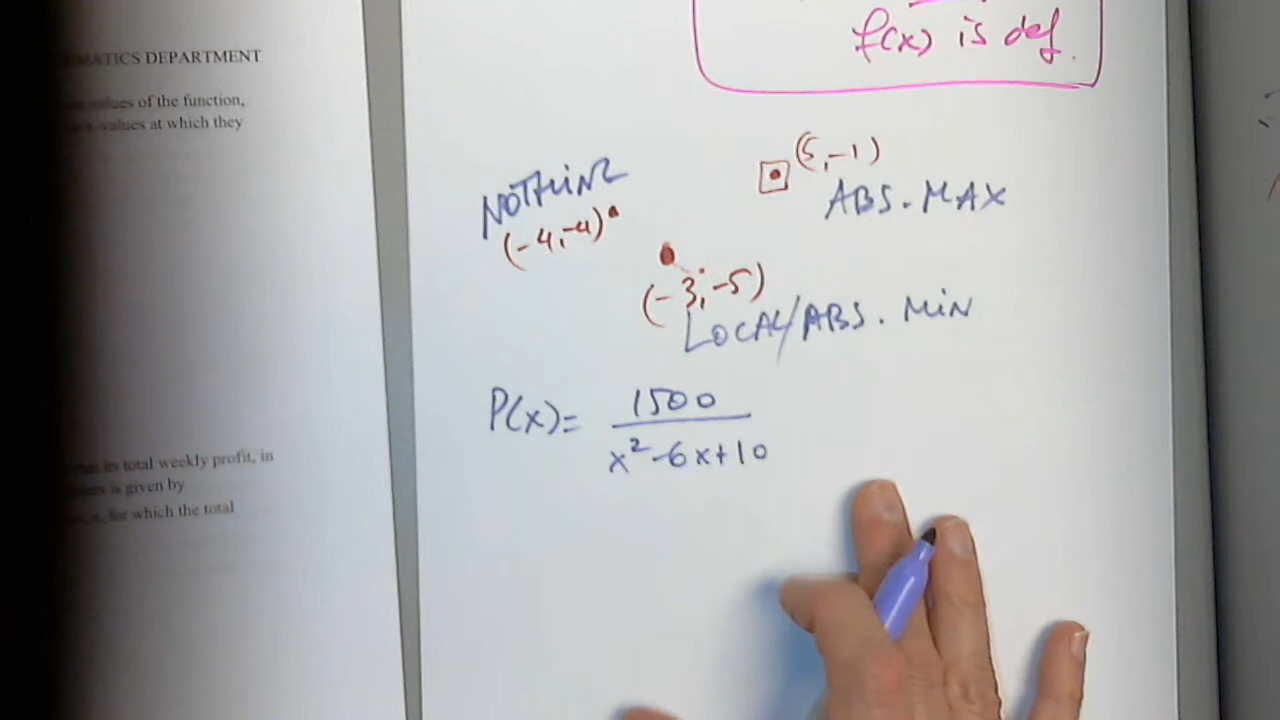 MATICS DEPARTMENT
values of the function,
values at which they
its total weekly profit, in
is given by
for which the total
f(x) is def.
NOTHING
(-4,-4)
(5,-1)
ABS. MAX
(-3,-5)
LOCAL/ABS. MIN
P(x)= 1500
x²-6x+10